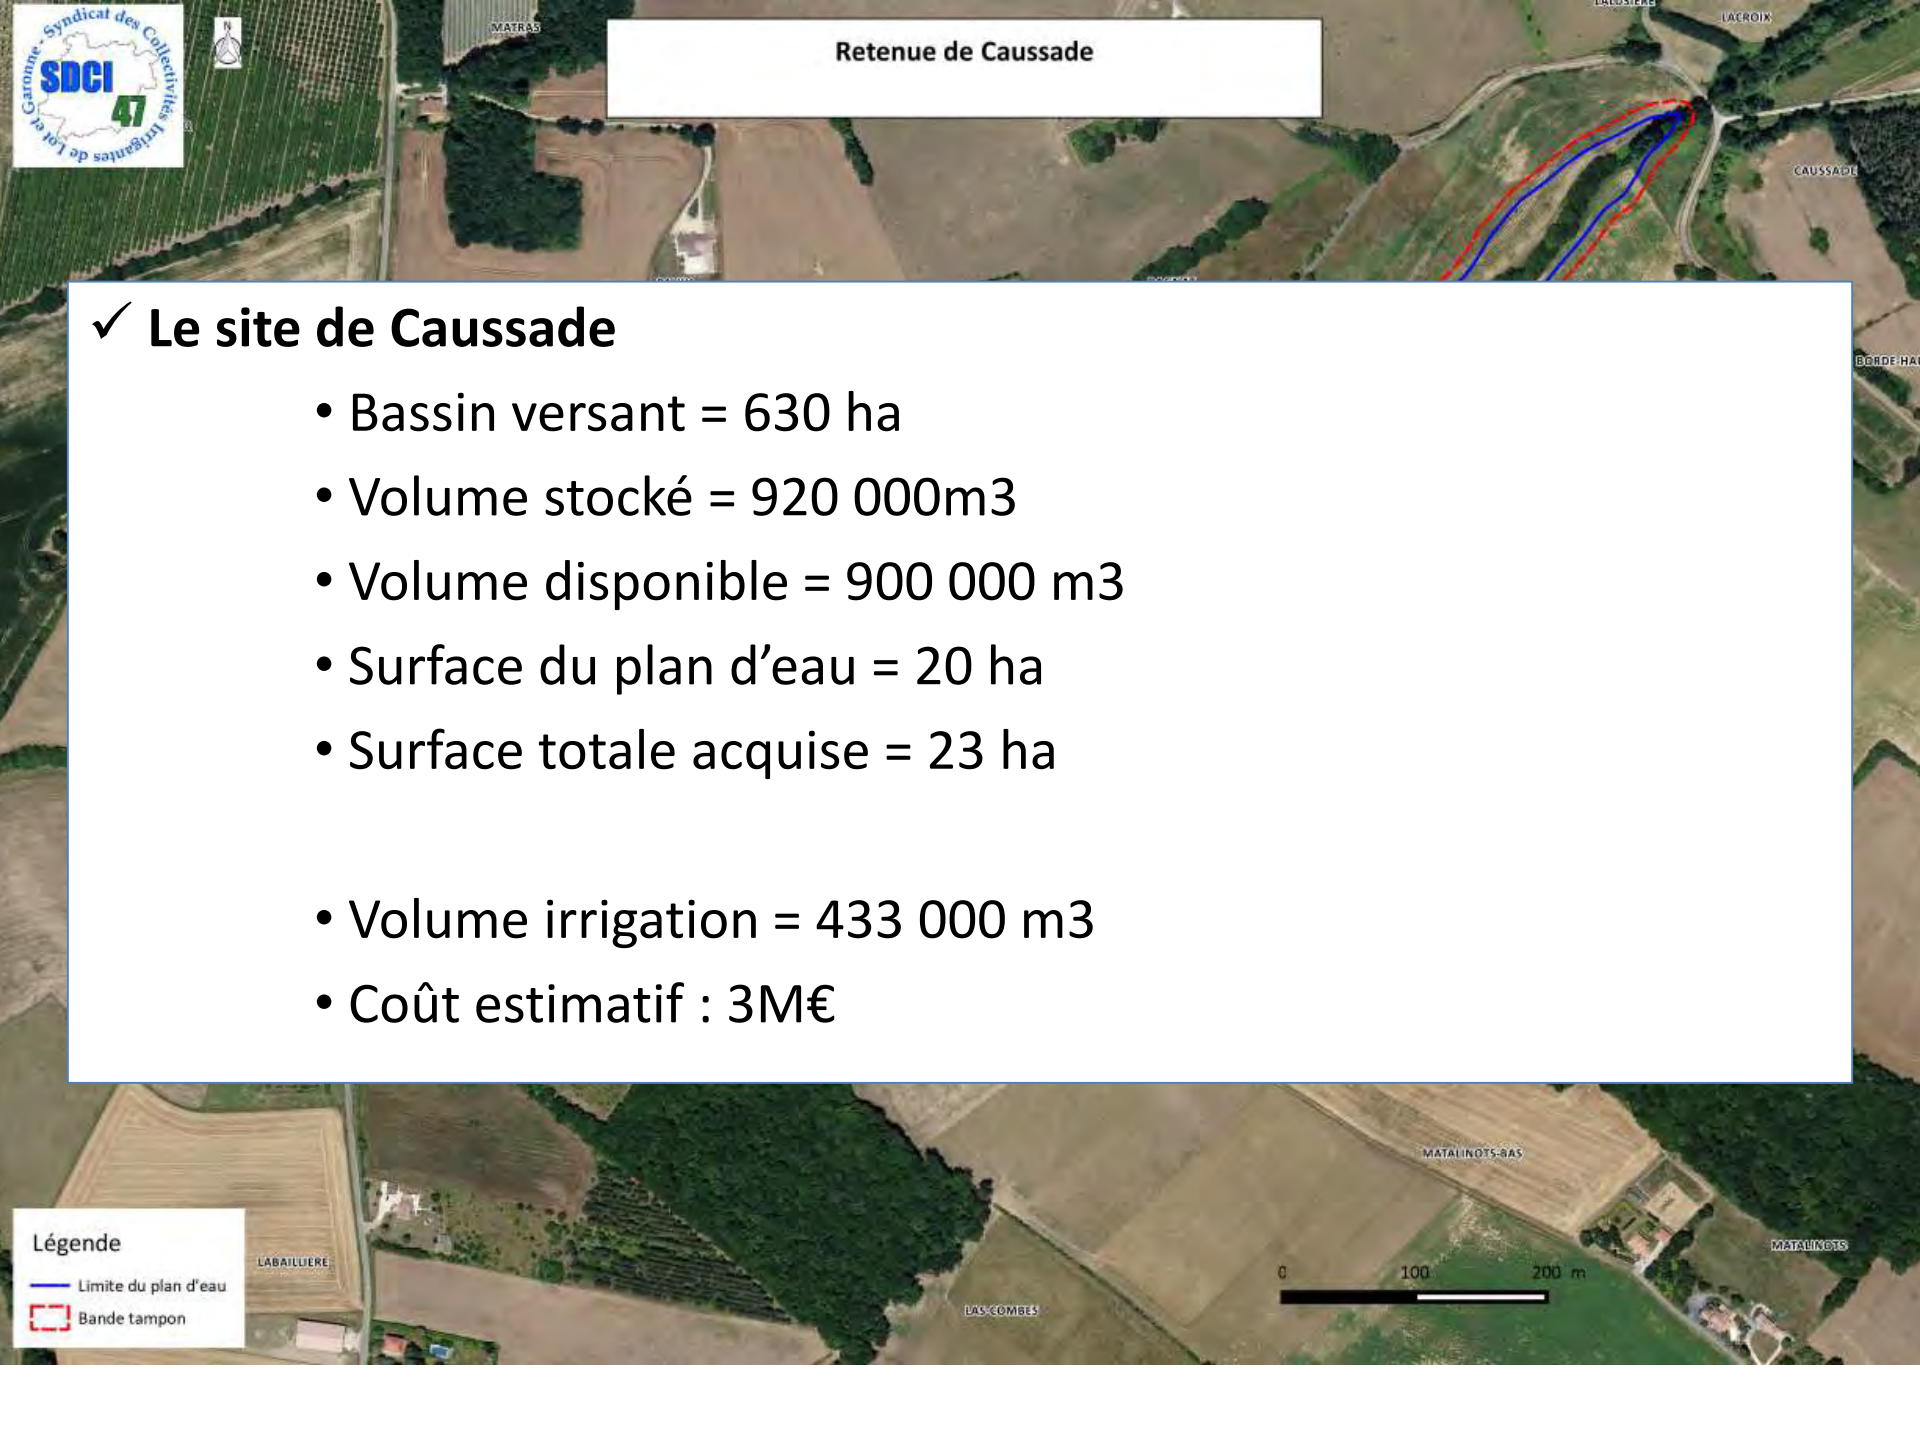 Syndicat des Collectivités Irrigantes de Lot et Garonne -
SDCI
47
N
MATRAS
Retenue de Caussade
LACROIX
CAUSSADE
BORDE-HAU
✓ Le site de Caussade
• Bassin versant = 630 ha
• Volume stocké = 920 000m3
• Volume disponible = 900 000 m3
• Surface du plan d’eau = 20 ha
• Surface totale acquise = 23 ha
• Volume irrigation = 433 000 m3
• Coût estimatif : 3M€
MATALINOTS-BAS
MATALINOTS
Légende
Limite du plan d'eau
Bande tampon
LABAILLIERE
LAS-COMBES
0 100 200 m